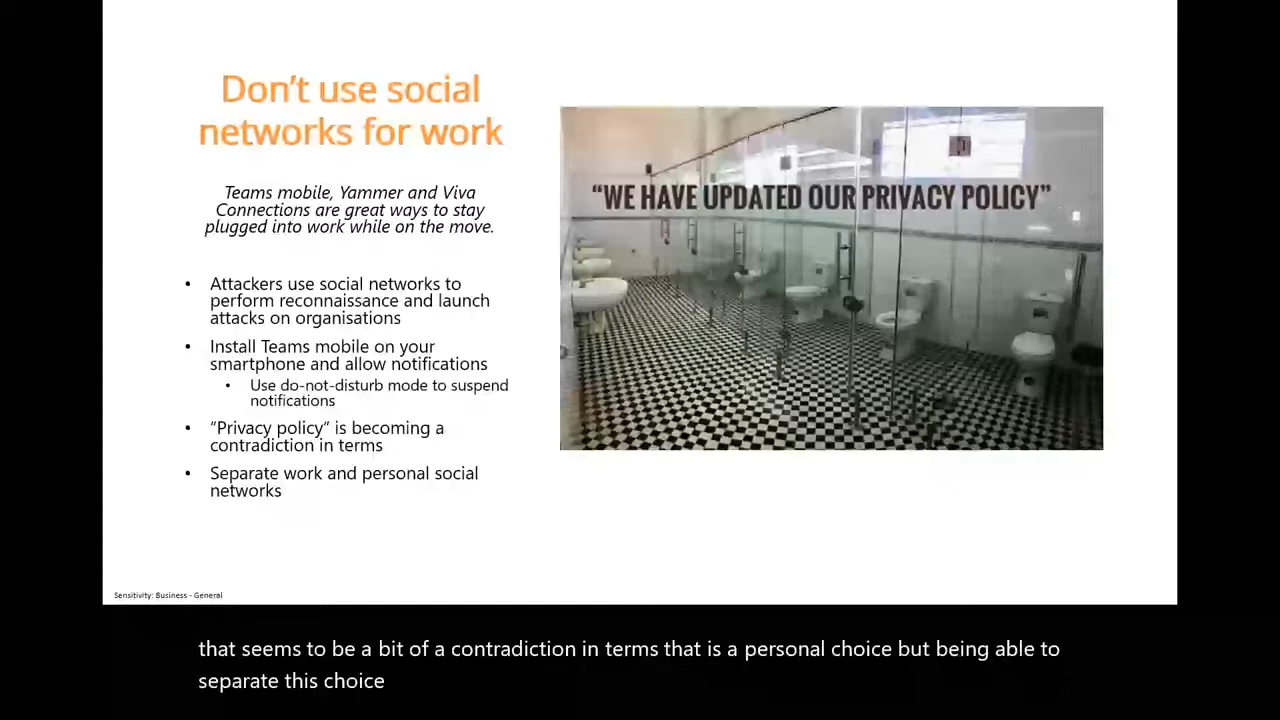 Don't use social
networks for work
Teams mobile, Yammer and Viva
Connections are great ways to stay
plugged into work while on the move.
• Attackers use social networks to
perform reconnaissance and launch
attacks on organisations
• Install Teams mobile on your
smartphone and allow notifications
• Use do-not-disturb mode to suspend
notifications
• “Privacy policy” is becoming a
contradiction in terms
• Separate work and personal social
networks
“WE HAVE UPDATED OUR PRIVACY POLICY”
Sensitivity: Business - General
that seems to be a bit of a contradiction in terms that is a personal choice but being able to
separate this choice